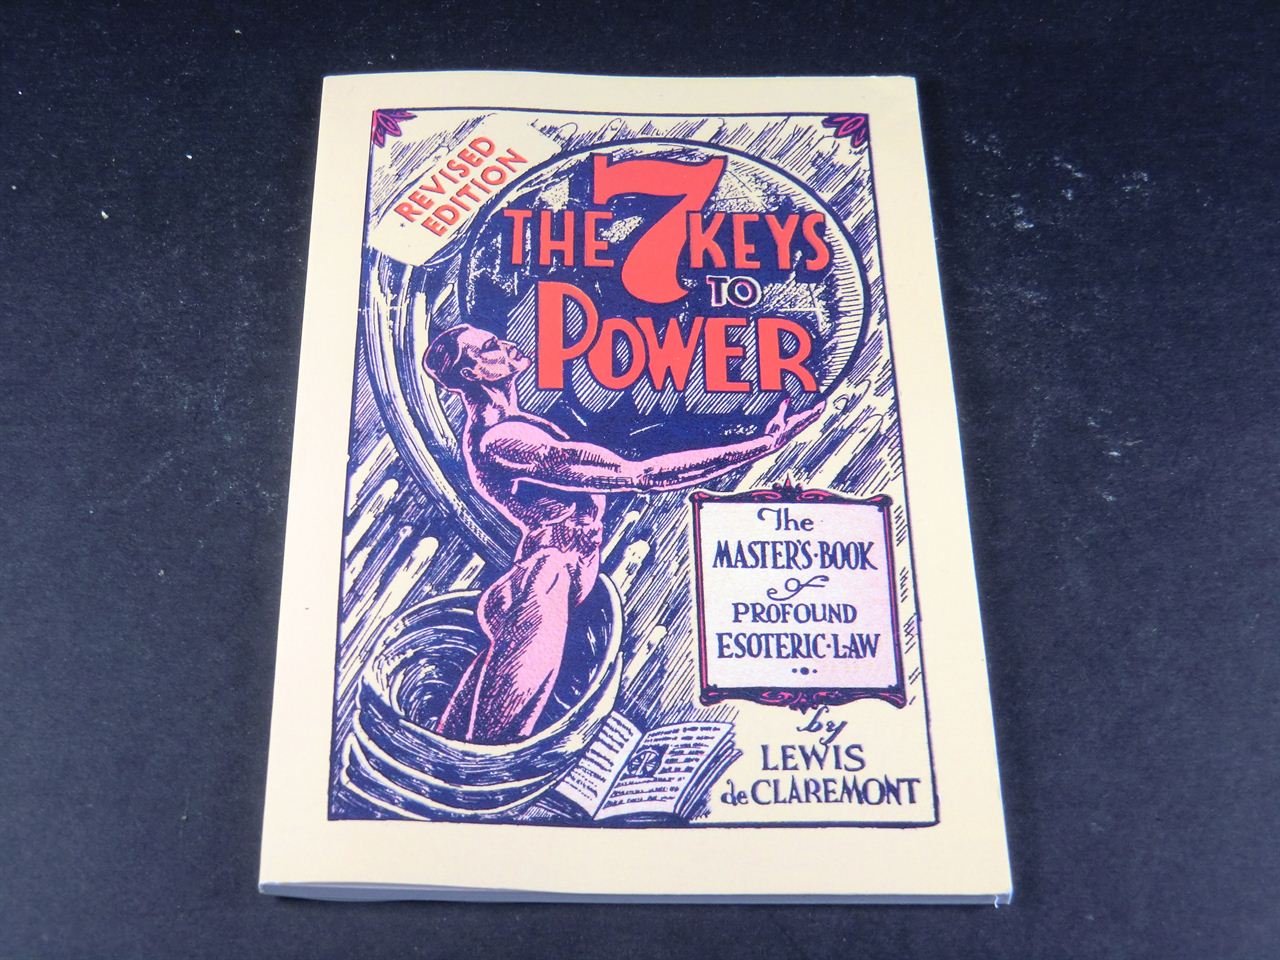 REVISED
EDITION
THE 7 KEYS
TO
POWER
The
MASTER'S·BOOK
of
PROFOUND
ESOTERIC·LAW
by
LEWIS
de CLAREMONT